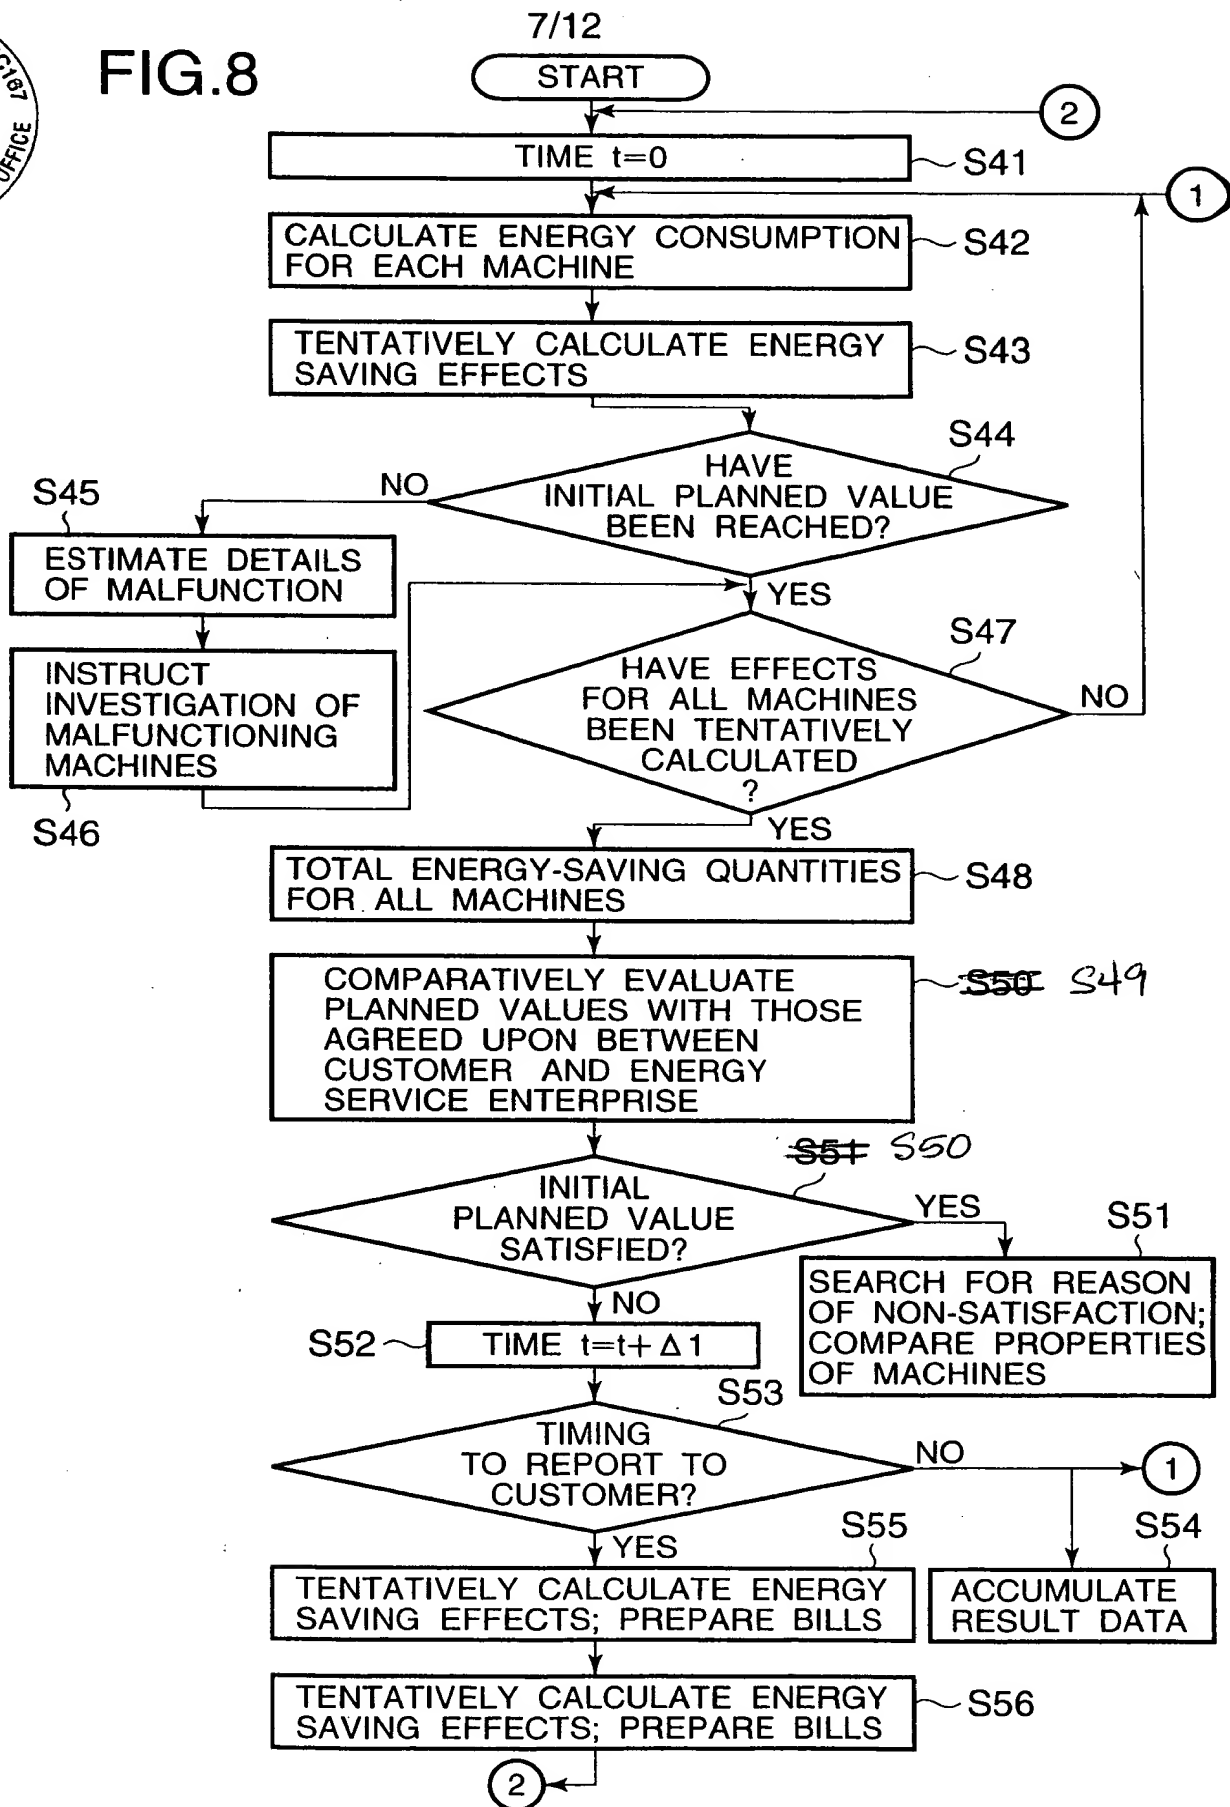 7/12
FIG.8
C167
OFFICE
START
2
TIME t=0
S41
1
CALCULATE ENERGY CONSUMPTION
FOR EACH MACHINE
S42
TENTATIVELY CALCULATE ENERGY
SAVING EFFECTS
S43
S44
HAVE
INITIAL PLANNED VALUE
BEEN REACHED?
NO
YES
S45
ESTIMATE DETAILS
OF MALFUNCTION
INSTRUCT
INVESTIGATION OF
MALFUNCTIONING
MACHINES
S46
S47
HAVE EFFECTS
FOR ALL MACHINES
BEEN TENTATIVELY
CALCULATED
?
NO
YES
TOTAL ENERGY-SAVING QUANTITIES
FOR ALL MACHINES
S48
COMPARATIVELY EVALUATE
PLANNED VALUES WITH THOSE
AGREED UPON BETWEEN
CUSTOMER AND ENERGY
SERVICE ENTERPRISE
S50 S49
S51 S50
INITIAL
PLANNED VALUE
SATISFIED?
YES
S51
SEARCH FOR REASON
OF NON-SATISFACTION;
COMPARE PROPERTIES
OF MACHINES
NO
S52
TIME t=t+Δ1
S53
TIMING
TO REPORT TO
CUSTOMER?
NO
1
YES
S55
S54
TENTATIVELY CALCULATE ENERGY
SAVING EFFECTS; PREPARE BILLS
ACCUMULATE
RESULT DATA
TENTATIVELY CALCULATE ENERGY
SAVING EFFECTS; PREPARE BILLS
S56
2